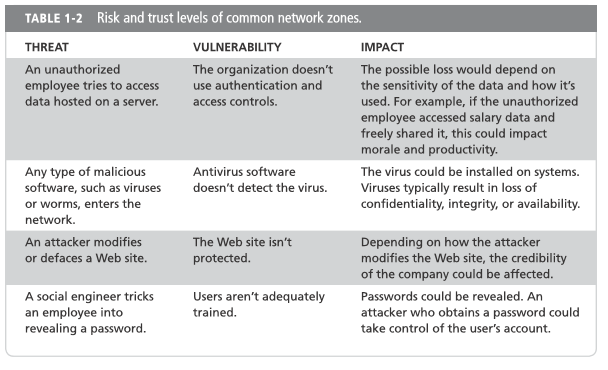 TABLE 1-2 Risk and trust levels of common network zones.
THREAT VULNERABILITY IMPACT
An unauthorized
employee tries to access
data hosted on a server.
The organization doesn't
use authentication and
access controls.
The possible loss would depend on
the sensitivity of the data and how it's
used. For example, if the unauthorized
employee accessed salary data and
freely shared it, this could impact
morale and productivity.
Any type of malicious
software, such as viruses
or worms, enters the
network.
Antivirus software
doesn't detect the virus.
The virus could be installed on systems.
Viruses typically result in loss of
confidentiality, integrity, or availability.
An attacker modifies
or defaces a Web site.
The Web site isn't
protected.
Depending on how the attacker
modifies the Web site, the credibility
of the company could be affected.
A social engineer tricks
an employee into
revealing a password.
Users aren't adequately
trained.
Passwords could be revealed. An
attacker who obtains a password could
take control of the user's account.